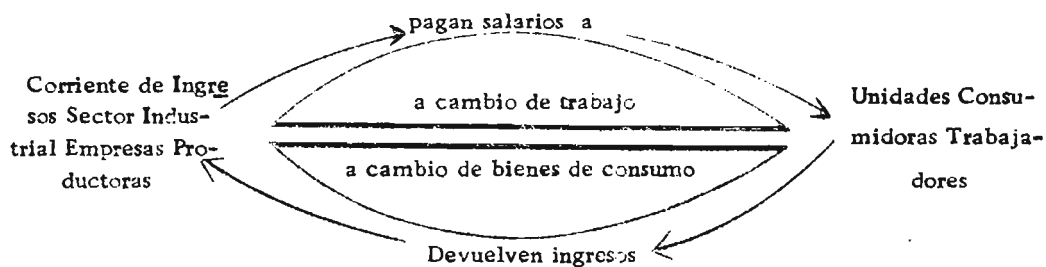 pagan salarios a
Corriente de Ingre
sos Sector Indus-
trial Empresas Pro-
ductoras
a cambio de trabajo
a cambio de bienes de consumo
Unidades Consu-
midoras Trabaja-
dores
Devuelven ingresos